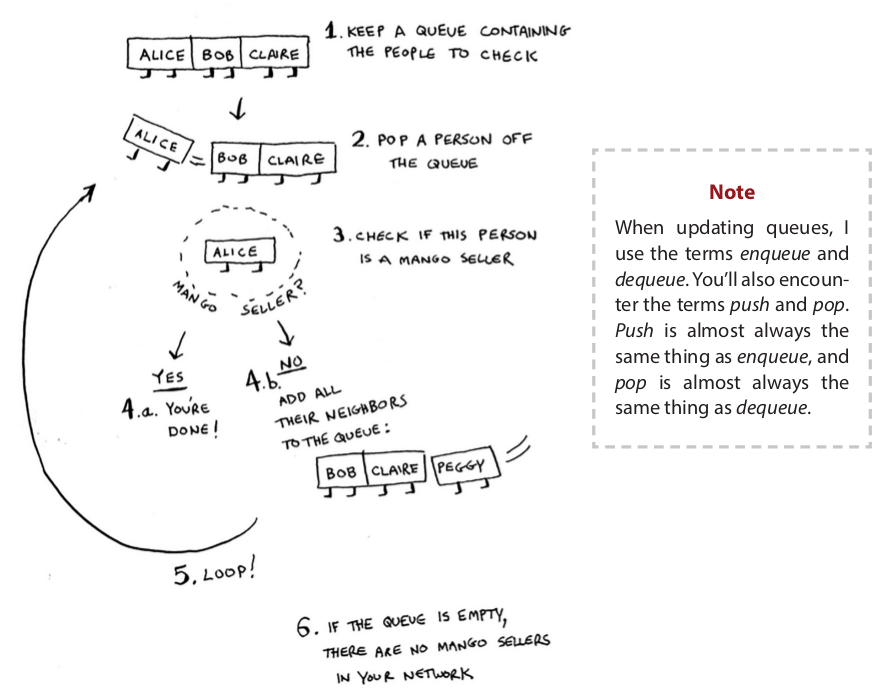 1. KEEP A QUEUE CONTAINING
THE PEOPLE TO CHECK
ALICE BOB CLAIRE
2. POP A PERSON OFF
THE QUEUE
ALICE = BOB CLAIRE
3. CHECK IF THIS PERSON
IS A MANGO SELLER
ALICE
MANGO SELLER?
YES
4.a. YOU'RE
DONE!
NO
4.b.
ADD ALL
THEIR NEIGHBORS
TO THE QUEUE:
BOB CLAIRE PEGGY
5. LOOP!
6. IF THE QUEUE IS EMPTY,
THERE ARE NO MANGO SELLERS
IN YOUR NETWORK
Note
When updating queues, I
use the terms enqueue and
dequeue. You'll also encoun-
ter the terms push and pop.
Push is almost always the
same thing as enqueue, and
pop is almost always the
same thing as dequeue.